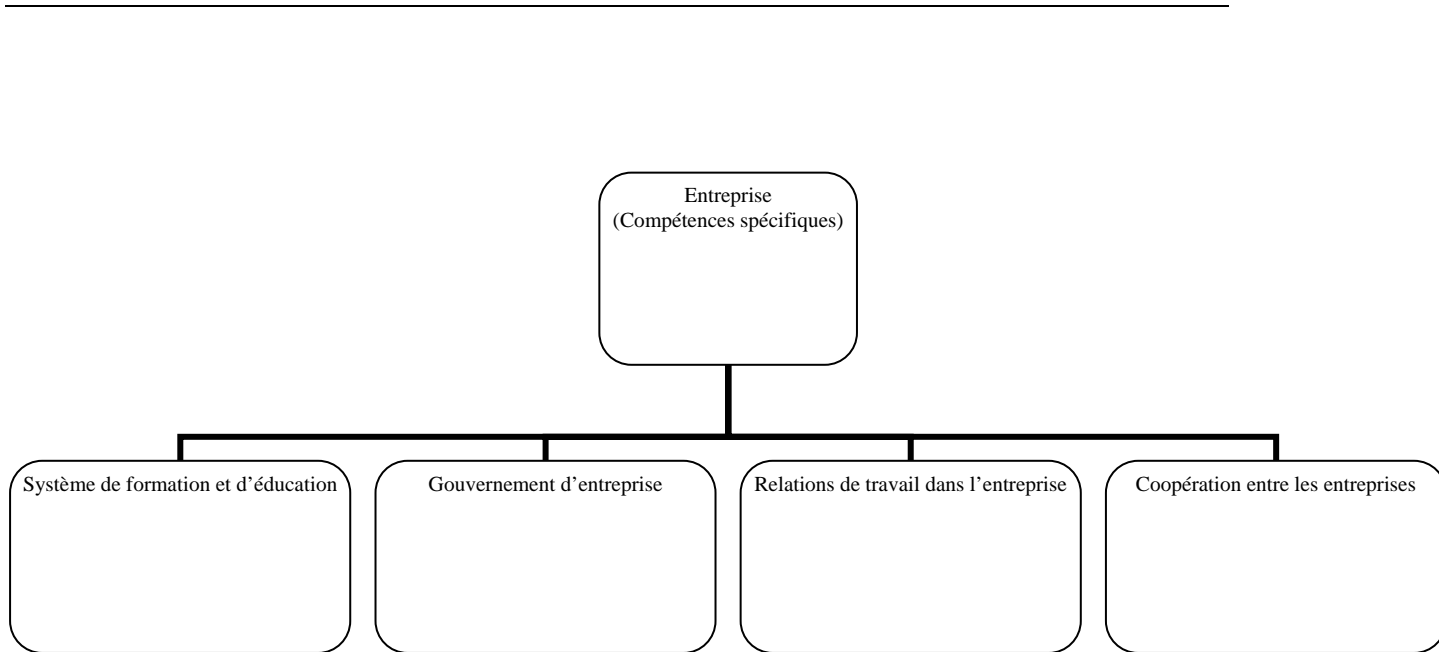 Entreprise
(Compétences spécifiques)
Système de formation et d’éducation
Gouvernement d’entreprise
Relations de travail dans l’entreprise
Coopération entre les entreprises